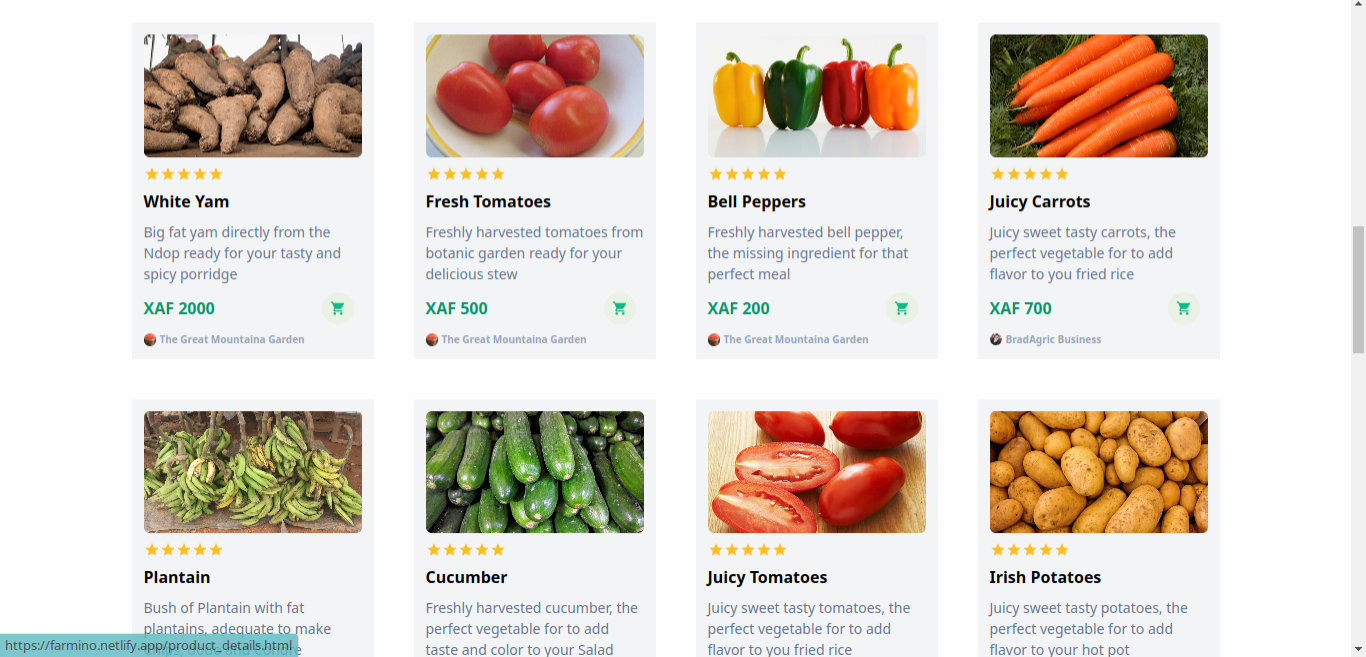 White Yam
Big fat yam directly from the
Ndop ready for your tasty and
spicy porridge
XAF 2000
The Great Mountaina Garden
Fresh Tomatoes
Freshly harvested tomatoes from
botanic garden ready for your
delicious stew
XAF 500
The Great Mountaina Garden
Bell Peppers
Freshly harvested bell pepper,
the missing ingredient for that
perfect meal
XAF 200
The Great Mountaina Garden
Juicy Carrots
Juicy sweet tasty carrots, the
perfect vegetable for to add
flavor to you fried rice
XAF 700
BradAgric Business
Plantain
Bush of Plantain with fat
plantains, adequate to make
Cucumber
Freshly harvested cucumber, the
perfect vegetable for to add
taste and color to your Salad
Juicy Tomatoes
Juicy sweet tasty tomatoes, the
perfect vegetable for to add
flavor to you fried rice
Irish Potatoes
Juicy sweet tasty potatoes, the
perfect vegetable for to add
flavor to your hot pot
https://farmino.netlify.app/product_details.html